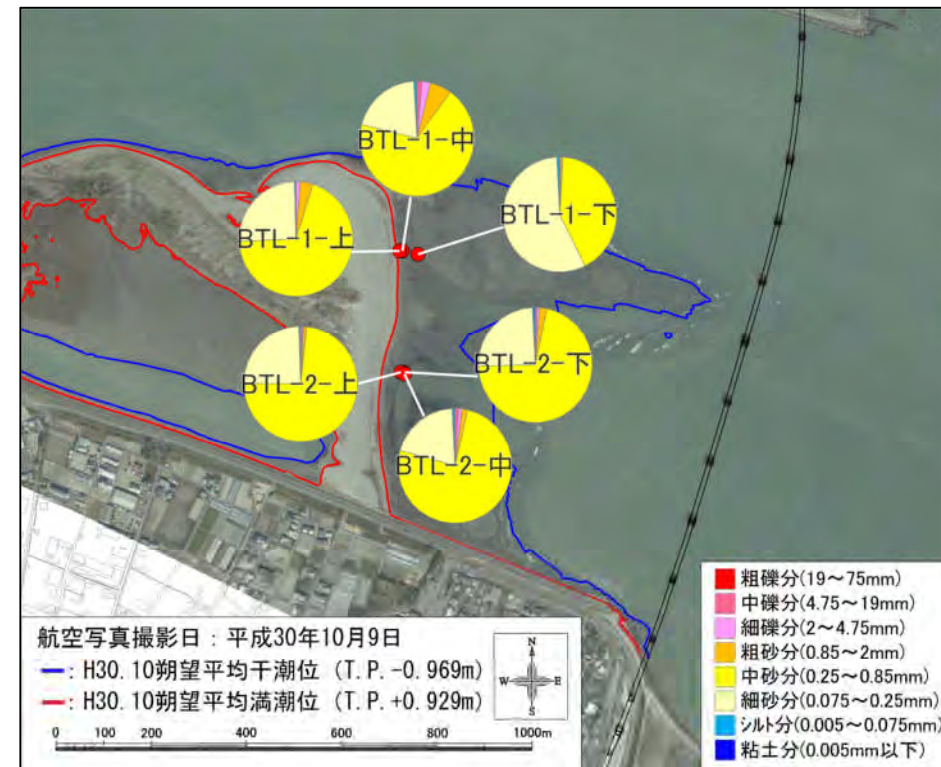 BTL-1-中
BTL-1-下
BTL-1-上
BTL-2-上
BTL-2-下
BTL-2-中
航空写真撮影日：平成30年10月9日
: H30.10朔望平均干潮位 (T.P.-0.969m)
: H30.10朔望平均満潮位 (T.P.+0.929m)
0 100 200 400 600 800 1000m
N
W E
S
粗礫分(19～75mm)
中礫分(4.75～19mm)
細礫分(2～4.75mm)
粗砂分(0.85～2mm)
中砂分(0.25～0.85mm)
細砂分(0.075～0.25mm)
シルト分(0.005～0.075mm)
粘土分(0.005mm以下)